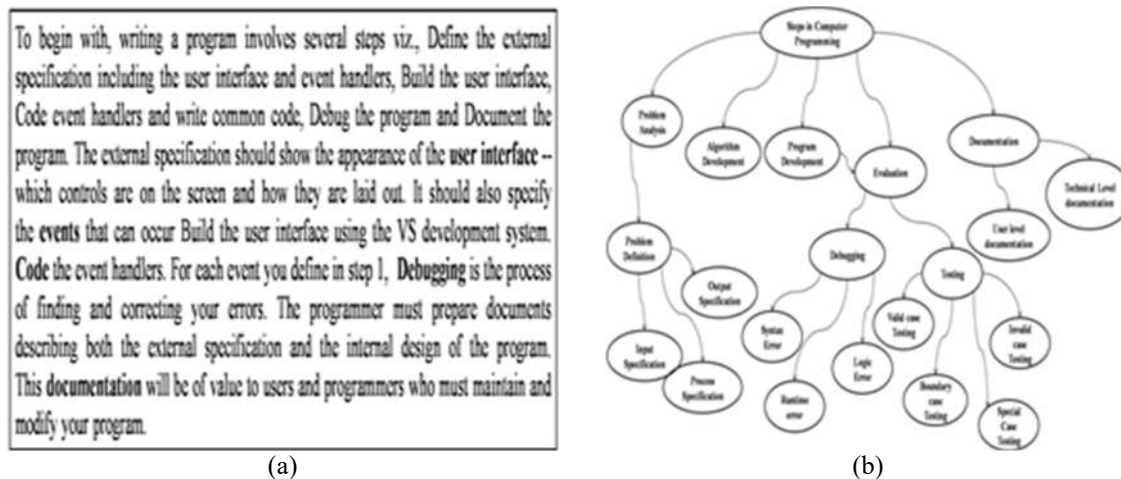 To begin with, writing a program involves several steps viz., Define the external
specification including the user interface and event handlers, Build the user interface,
Code event handlers and write common code, Debug the program and Document the
program. The external specification should show the appearance of the user interface --
which controls are on the screen and how they are laid out. It should also specify
the events that can occur Build the user interface using the VS development system.
Code the event handlers. For each event you define in step 1, Debugging is the process
of finding and correcting your errors. The programmer must prepare documents
describing both the external specification and the internal design of the program.
This documentation will be of value to users and programmers who must maintain and
modify your program.
(a)
Steps in Computer
Programming
Problem
Analysis
Algorithm
Development
Program
Development
Evaluation
Documentation
Technical Level
documentation
User level
documentation
Problem
Definition
Output
Specification
Input
Specification
Process
Specification
Debugging
Syntax
Error
Runtime
error
Logic
Error
Testing
Valid case
Testing
Boundary
case
Testing
Special
Case
Testing
Invalid
case
Testing
(b)